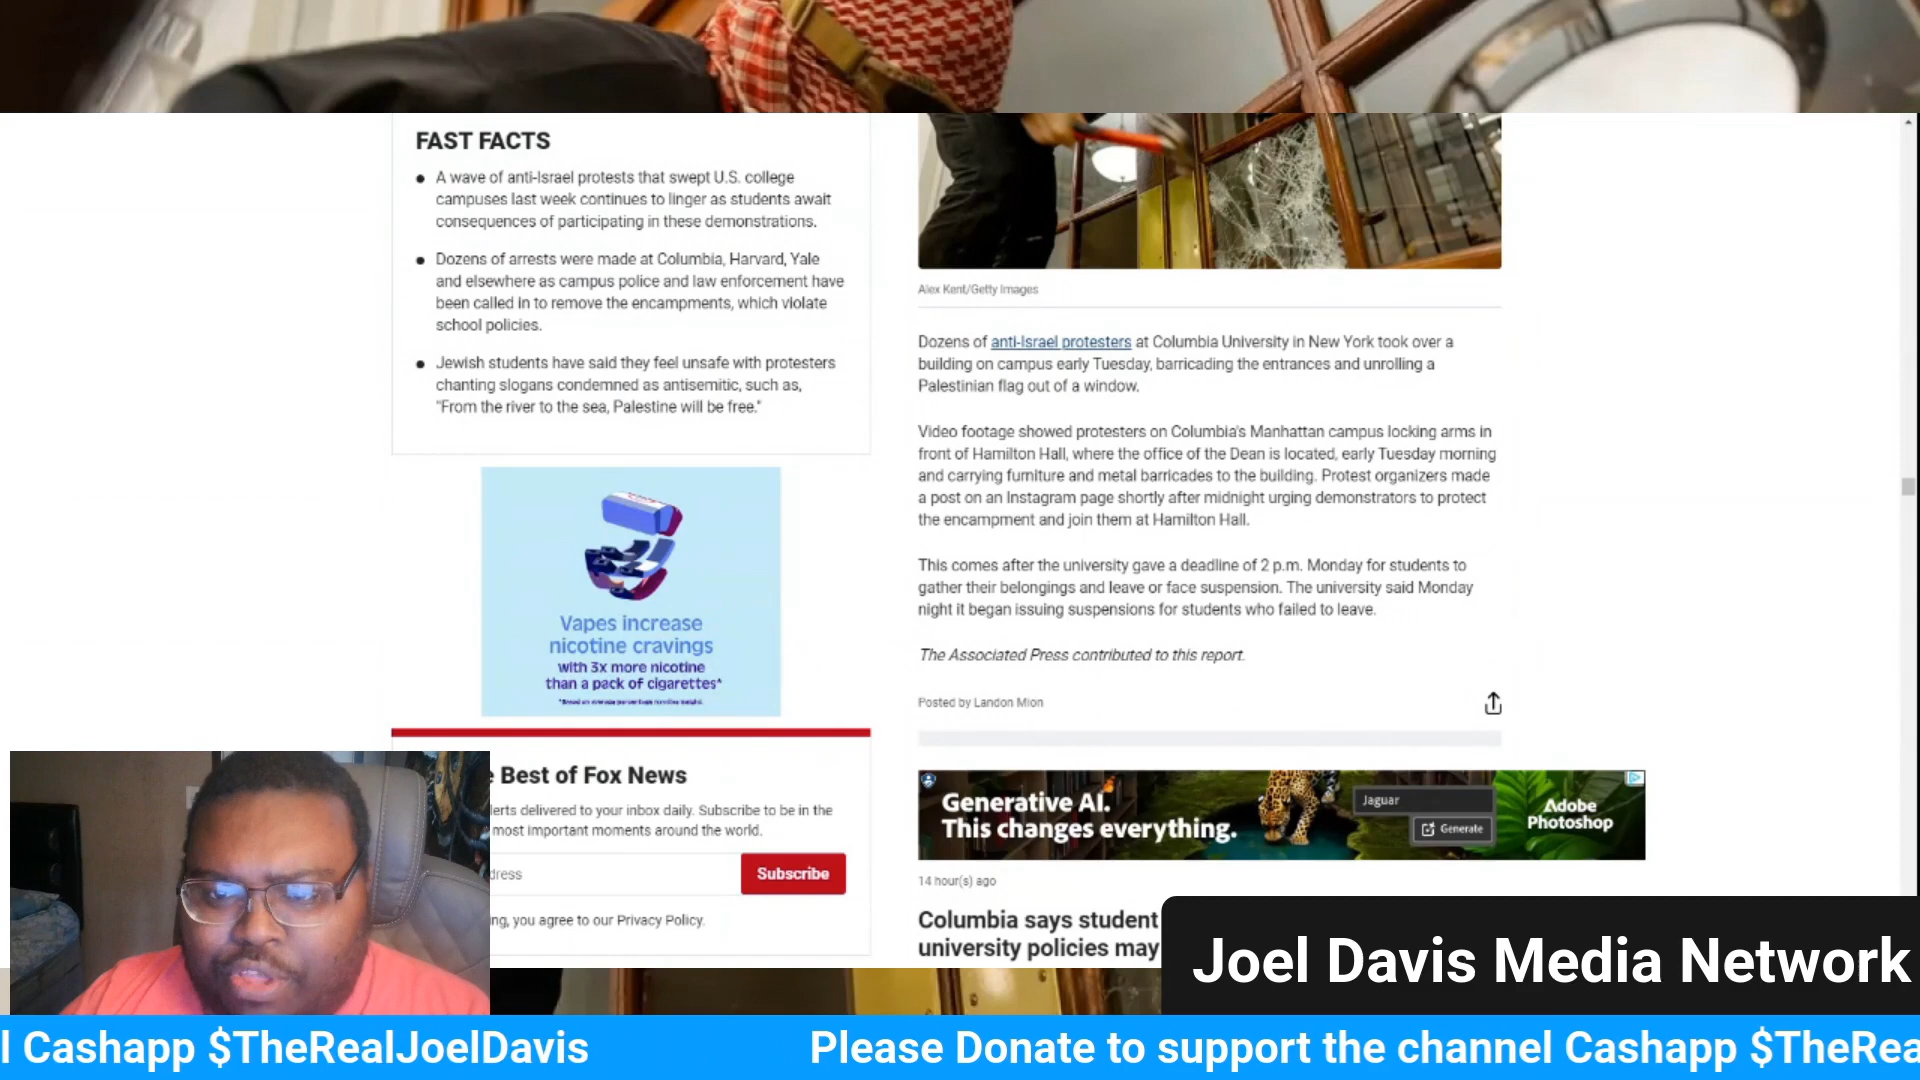 FAST FACTS
A wave of anti-Israel protests that swept U.S. college
campuses last week continues to linger as students await
consequences of participating in these demonstrations.
Dozens of arrests were made at Columbia, Harvard, Yale
and elsewhere as campus police and law enforcement have
been called in to remove the encampments, which violate
school policies.
Jewish students have said they feel unsafe with protesters
chanting slogans condemned as antisemitic, such as,
"From the river to the sea, Palestine will be free."
Vapes increase
nicotine cravings
with 3x more nicotine
than a pack of cigarettes*
Best of Fox News
lerts delivered to your inbox daily. Subscribe to be in the
most important moments around the world.
dress
Subscribe
ng, you agree to our Privacy Policy.
Alex Kent/Getty Images
Dozens of anti-Israel protesters at Columbia University in New York took over a
building on campus early Tuesday, barricading the entrances and unrolling a
Palestinian flag out of a window.
Video footage showed protesters on Columbia's Manhattan campus locking arms in
front of Hamilton Hall, where the office of the Dean is located, early Tuesday morning
and carrying furniture and metal barricades to the building. Protest organizers made
a post on an Instagram page shortly after midnight urging demonstrators to protect
the encampment and join them at Hamilton Hall.
This comes after the university gave a deadline of 2 p.m. Monday for students to
gather their belongings and leave or face suspension. The university said Monday
night it began issuing suspensions for students who failed to leave.
The Associated Press contributed to this report.
Posted by Landon Mion
Generative AI.
This changes everything.
Jaguar
Generate
Adobe
Photoshop
14 hour(s) ago
Columbia says student
university policies may
Joel Davis Media Network
l Cashapp $TheRealJoelDavis
Please Donate to support the channel Cashapp $TheRea